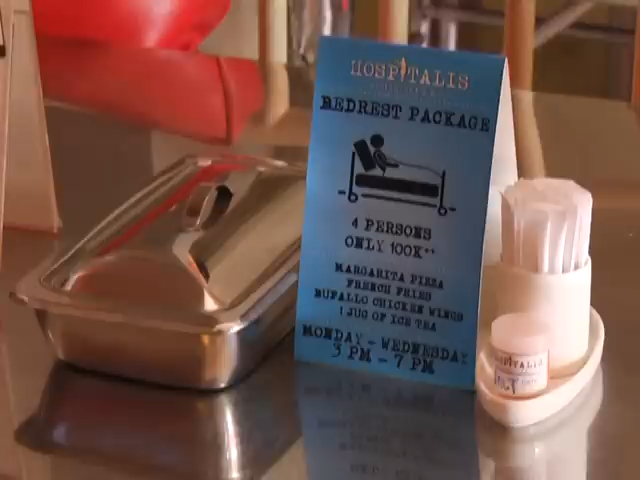 HOSPITALIS
BEDREST PACKAGE
4 PERSONS
ONLY 100K++
MARGARITA PIZZA
FRENCH FRIES
BUFALLO CHICKEN WINGS
1 JUG OF ICE TEA
MONDAY - WEDNESDAY
3 PM - 7 PM
HOSPITALIS